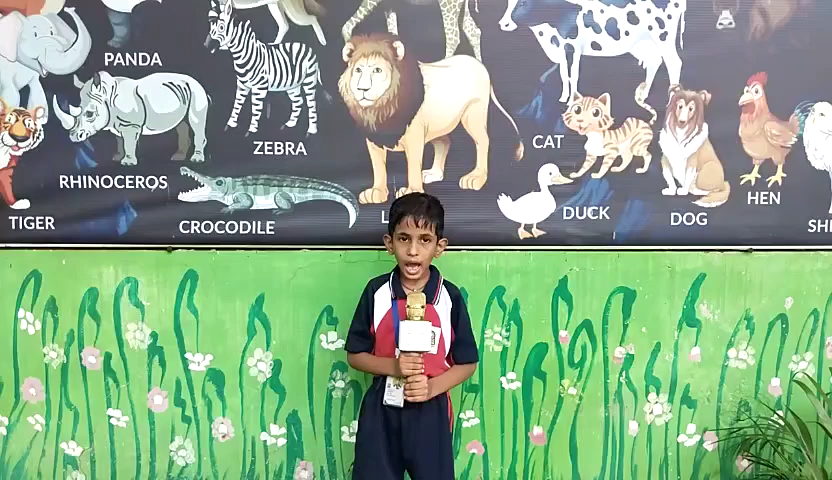 PANDA
ZEBRA
CAT
RHINOCEROS
TIGER
CROCODILE
DUCK
DOG
HEN